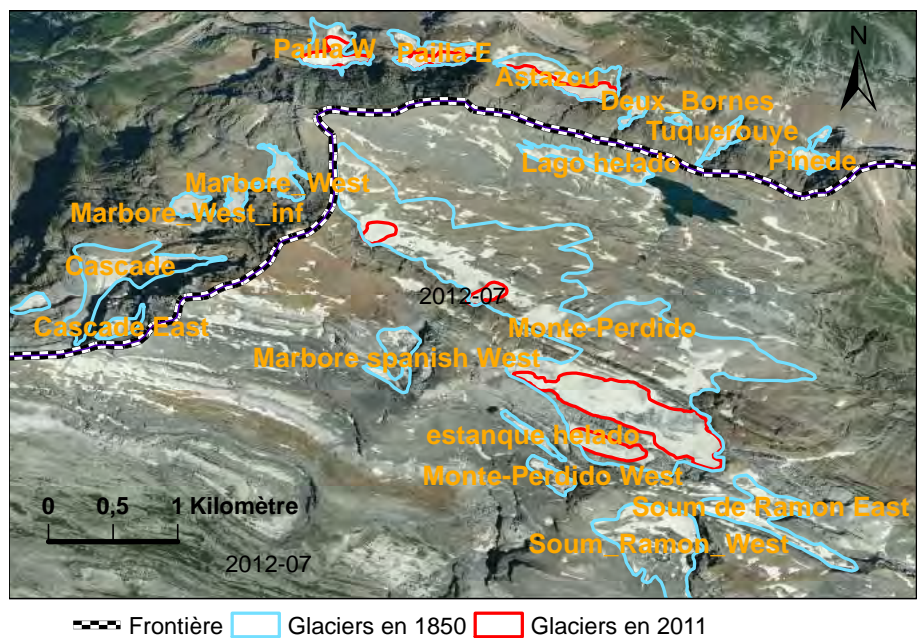 Pailla W
Pailla E
N
Astazou
Deux_Bornes
Tuquerouye
Lago helado
Pinede
Marbore_West
Marbore_West_inf
Cascade
2012-07
Cascade East
Monte-Perdido
Marbore spanish West
estanque helado
Monte-Perdido West
Soum de Ramon East
0 0,5 1 Kilomètre
Soum_Ramon_West
2012-07
Frontière Glaciers en 1850 Glaciers en 2011